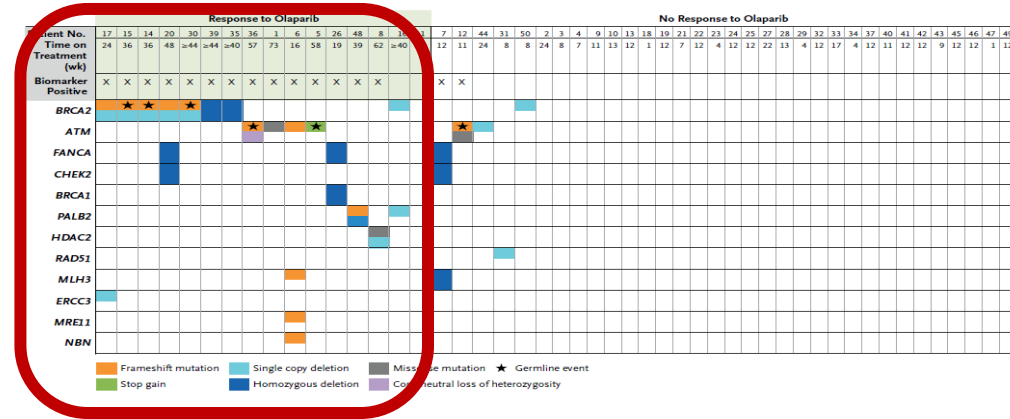 Response to Olaparib No Response to Olaparib
Patient No. 17 15 14 20 30 39 35 36 1 6 5 26 48 8 16 7 12 44 31 50 2 3 4 9 10 13 18 19 21 22 23 24 25 27 28 29 32 33 34 37 40 41 42 43 45 46 47 49
Time on 24 36 36 48 ≥44 ≥44 ≥40 57 73 16 58 19 39 62 ≥40 12 11 24 8 8 24 8 7 11 13 12 1 12 7 12 4 12 12 22 13 4 12 17 4 12 12 12 9 12 12 1 12
Treatment
(wk)
Biomarker X X X X X X X X X X X X X X X X
Positive
BRCA2
ATM
FANCA
CHEK2
BRCA1
PALB2
HDAC2
RAD51
MLH3
ERCC3
MRE11
NBN
Frameshift mutation Single copy deletion Missense mutation ★ Germline event
Stop gain Homozygous deletion Copy-neutral loss of heterozygosity